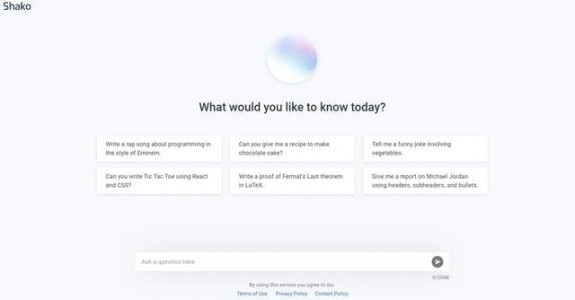 Shako
What would you like to know today?
Write a rap song about programming in
the style of Eminem.
Can you give me a recipe to make
chocolate cake?
Tell me a funny joke involving
vegetables.
Can you write Tic Tac Toe using React
and CSS?
Write a proof of Fermat's Last theorem
in LaTeX.
Give me a report on Michael Jordan
using headers, subheaders, and bullets.
Ask a question here
0/2048
By using this service you agree to our
Terms of Use Privacy Policy Content Policy